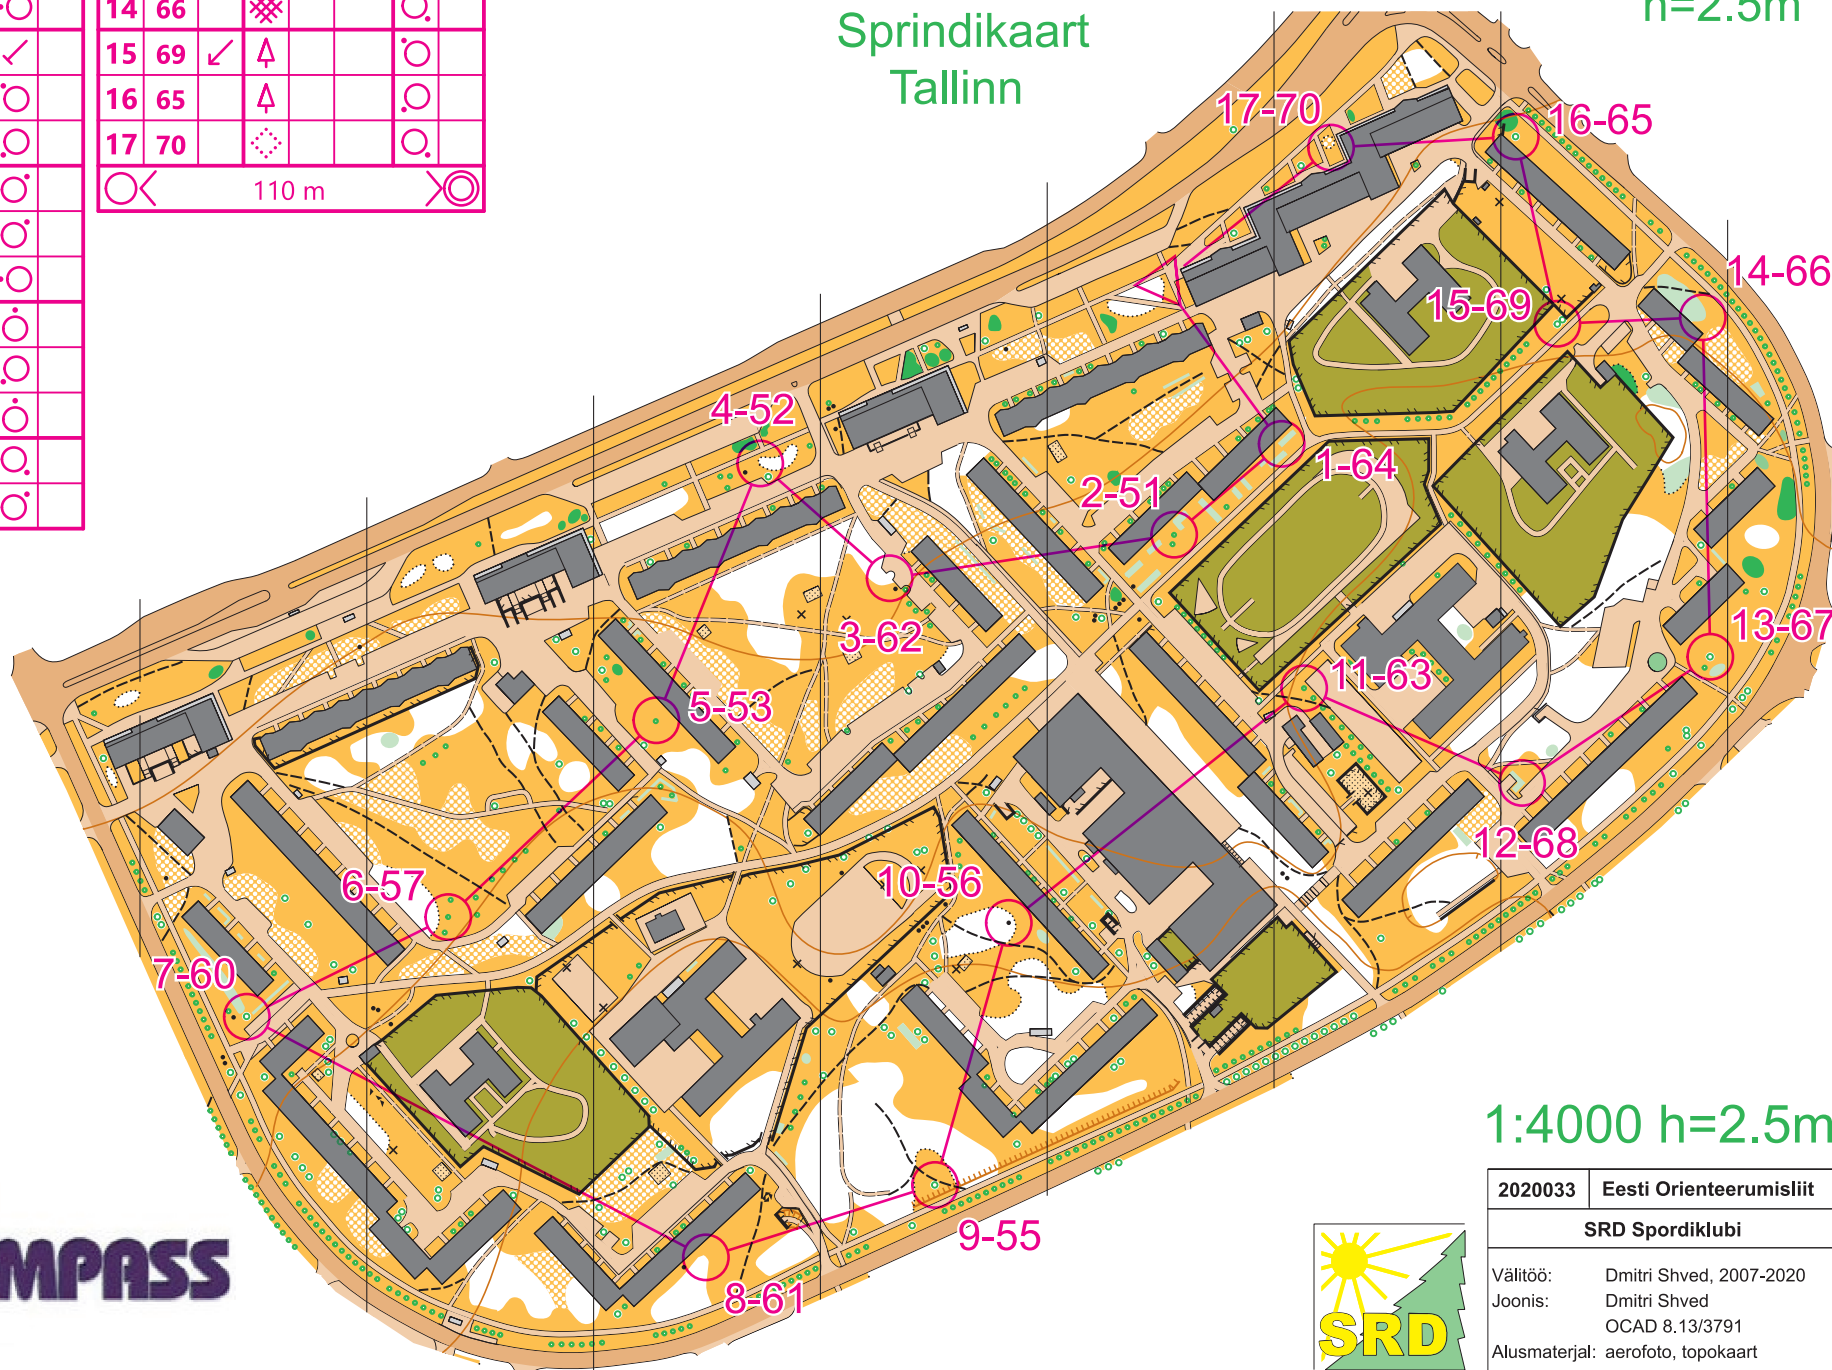 14 66
15 69
16 65
17 70
110 m
Sprindikaart
Tallinn
h=2.5m
17-70
16-65
14-66
15-69
4-52
1-64
2-51
3-62
13-67
11-63
5-53
12-68
6-57
10-56
7-60
9-55
8-61
1:4000 h=2.5m
2020033 Eesti Orienteerumisliit
SRD Spordiklubi
Välitöö: Dmitri Shved, 2007-2020
Joonis: Dmitri Shved
OCAD 8.13/3791
Alusmaterjal: aerofoto, topokaart
SRD
MPASS